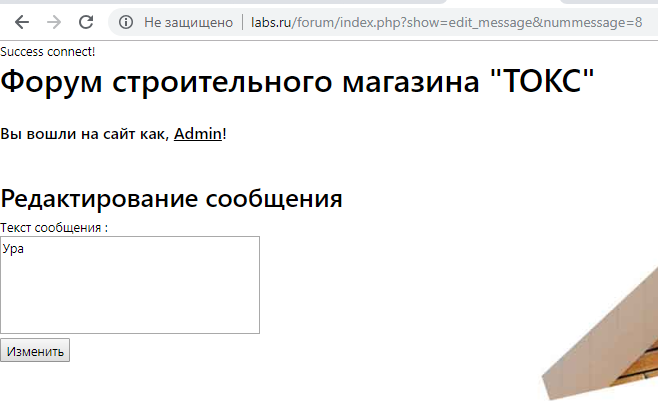 Не защищено | labs.ru/forum/index.php?show=edit_message&nummessage=8
Success connect!
Форум строительного магазина "ТОКС"
Вы вошли на сайт как, Admin!
Редактирование сообщения
Текст сообщения :
Ура
Изменить